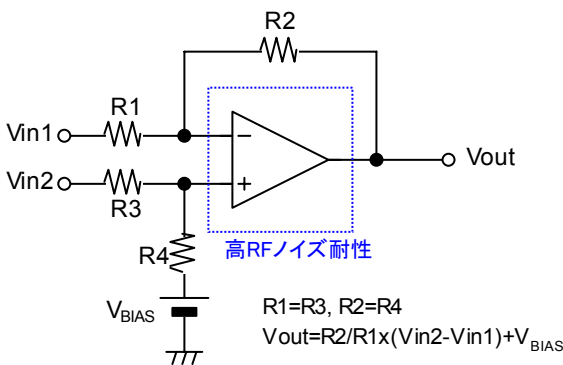 R2
R1
Vin1
−
Vin2
+
Vout
R3
高RFノイズ耐性
R4
VBIAS
R1=R3, R2=R4
Vout=R2/R1x(Vin2-Vin1)+VBIAS